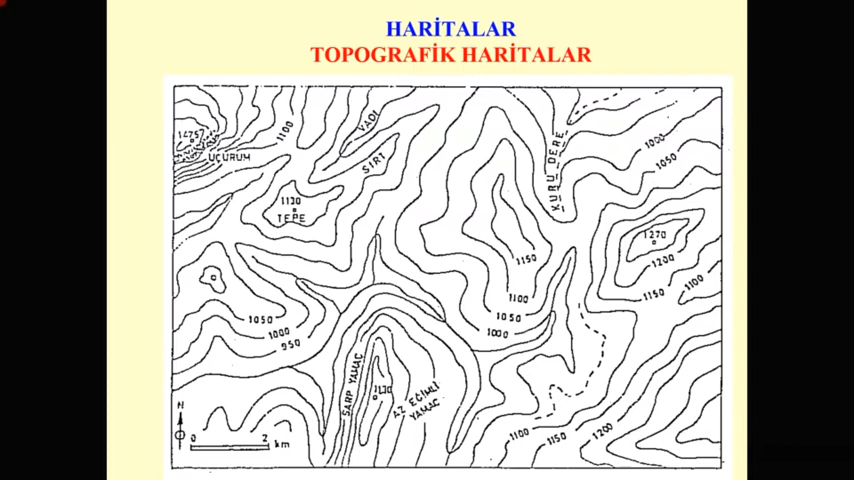 HARİTALAR
TOPOGRAFİK HARİTALAR
1475
UÇURUM
1100
VADİ
SIRT
KURU DERE
1000
1050
1130
TEPE
1270
1200
1150
1100
1150
1100
1050
1000
1050
1000
950
SARP YAMAÇ
1130
AZ EĞİMLİ
YAMAÇ
1100
1150
1200
N
0 2 km